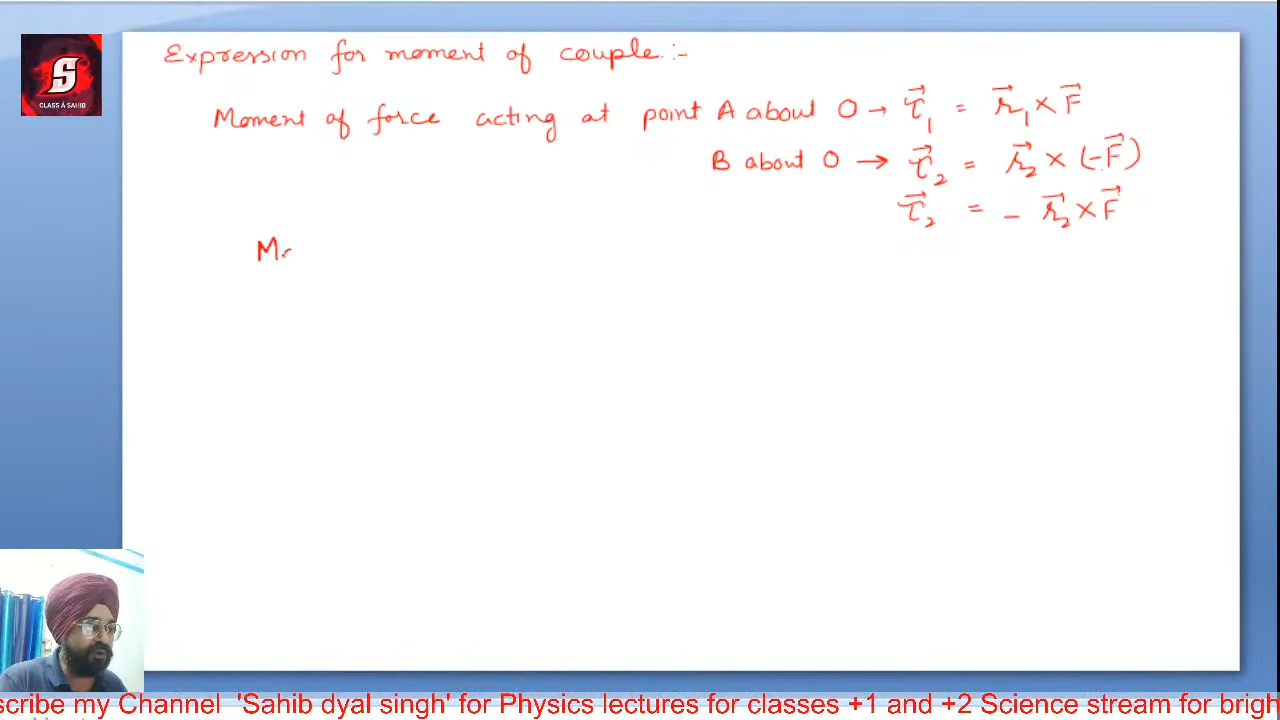 S
CLASS Á SAHIB
Expression for moment of couple :-
Moment of force acting at point A about O → τ⃗₁ = r⃗₁ × F⃗
B about O → τ⃗₂ = r⃗₂ × (-F⃗)
τ⃗₂ = - r⃗₂ × F⃗
Mo
scribe my Channel 'Sahib dyal singh' for Physics lectures for classes +1 and +2 Science stream for brigh